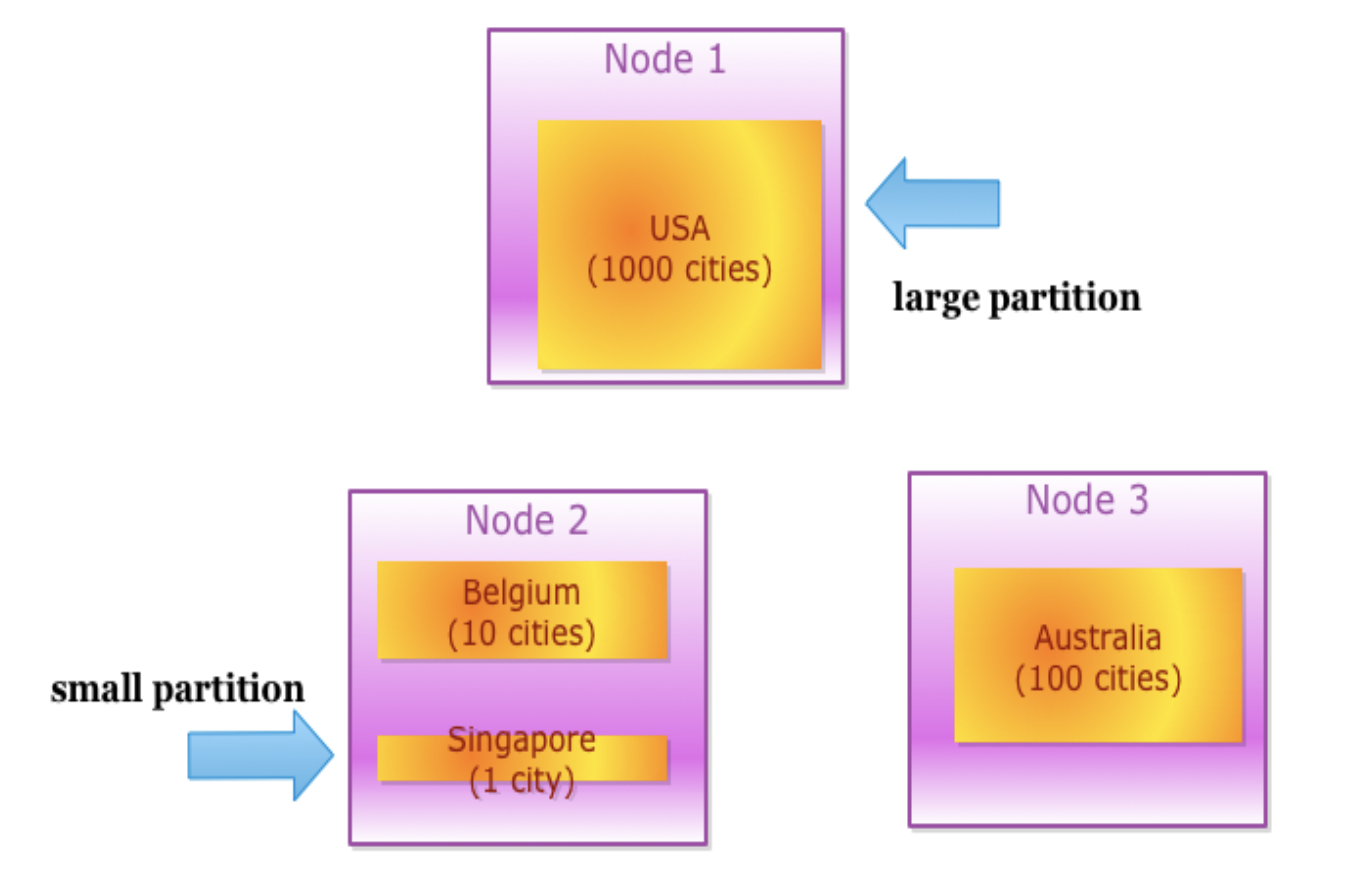 Node 1
USA
(1000 cities)
large partition
Node 2
Belgium
(10 cities)
small partition
Singapore
(1 city)
Node 3
Australia
(100 cities)